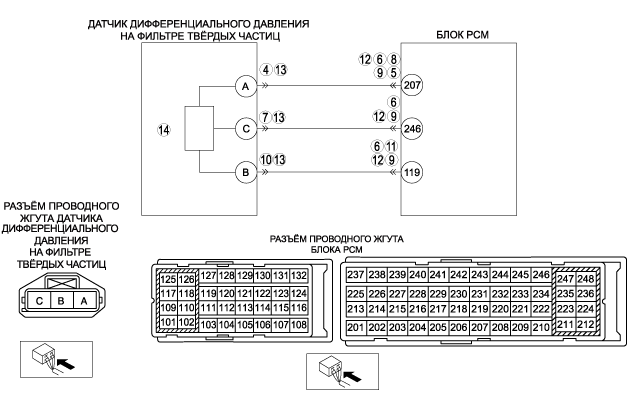 ДАТЧИК ДИФФЕРЕНЦИАЛЬНОГО ДАВЛЕНИЯ
НА ФИЛЬТРЕ ТВЁРДЫХ ЧАСТИЦ
БЛОК PCM
4 13
12 6 8
9 5
A
207
7 13
6
12 9
14
C
246
10 13
6 11
12 9
B
119
РАЗЪЁМ ПРОВОДНОГО
ЖГУТА ДАТЧИКА
ДИФФЕРЕНЦИАЛЬНОГО
ДАВЛЕНИЯ
НА ФИЛЬТРЕ
ТВЁРДЫХ ЧАСТИЦ
C B A
РАЗЪЁМ ПРОВОДНОГО ЖГУТА
БЛОКА PCM
125 126 127 128 129 130 131 132
117 118 119 120 121 122 123 124
109 110 111 112 113 114 115 116
101 102 103 104 105 106 107 108
237 238 239 240 241 242 243 244 245 246 247 248
225 226 227 228 229 230 231 232 233 234 235 236
213 214 215 216 217 218 219 220 221 222 223 224
201 202 203 204 205 206 207 208 209 210 211 212